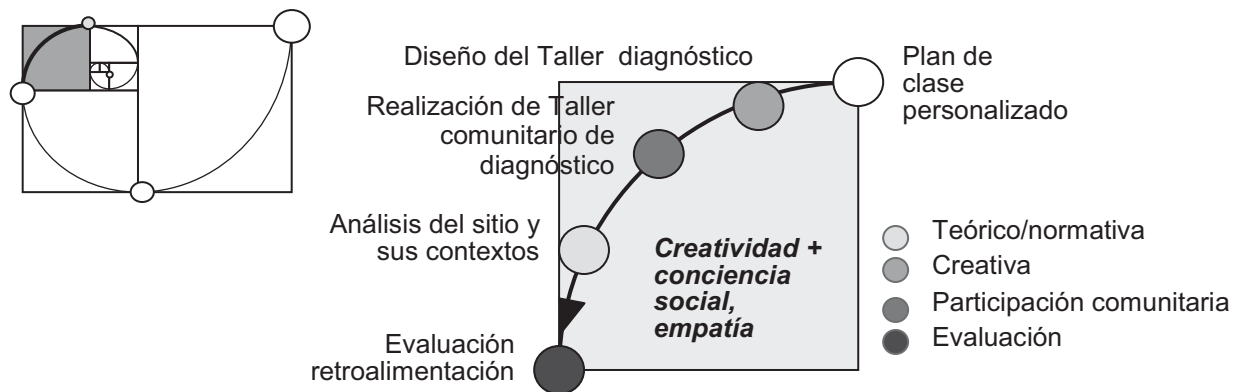 Diseño del Taller diagnóstico
Plan de
clase
personalizado
Realización de Taller
comunitario de
diagnóstico
Análisis del sitio y
sus contextos
Creatividad +
conciencia
social,
empatía
Evaluación
retroalimentación
Teórico/normativa
Creativa
Participación comunitaria
Evaluación